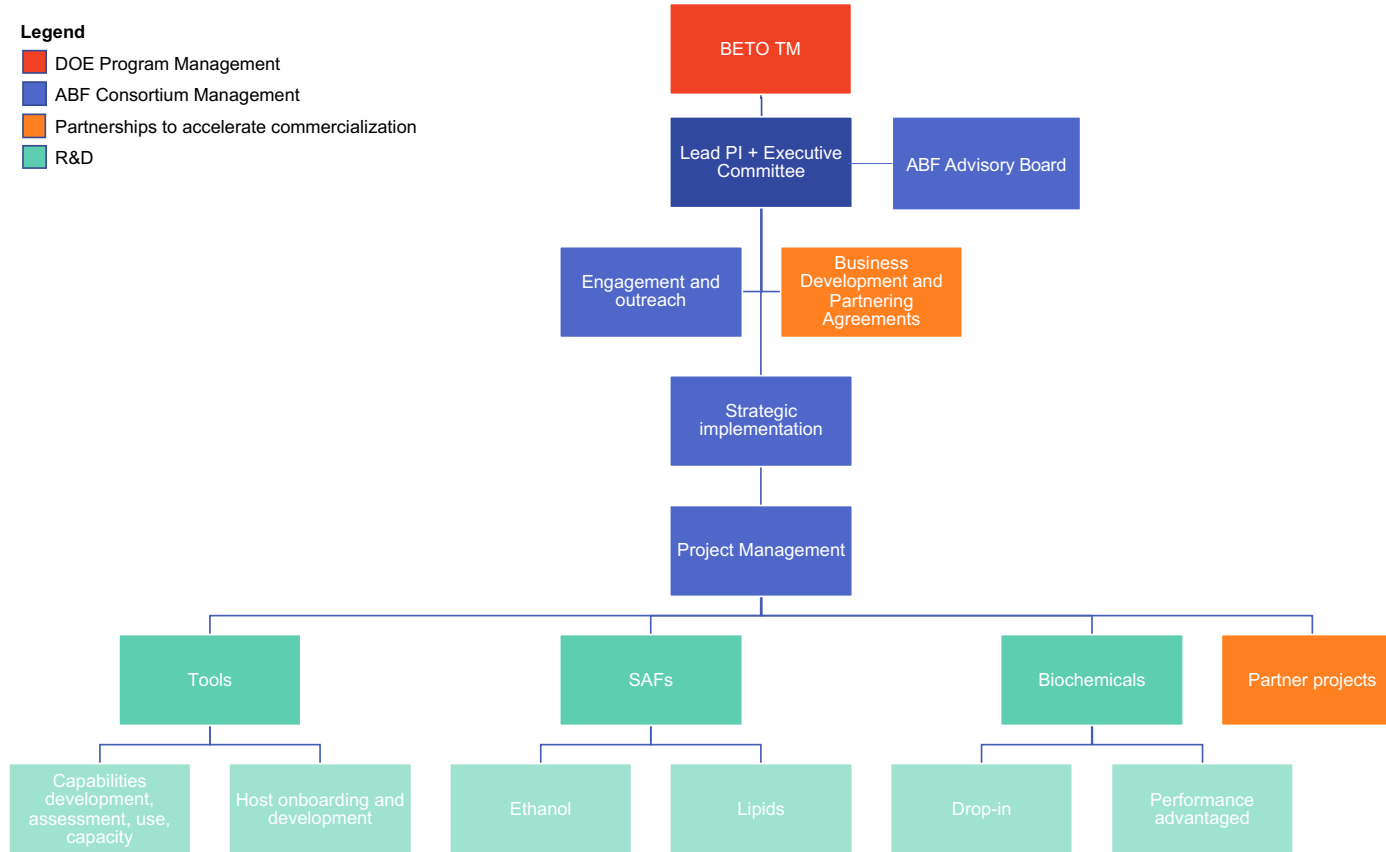 Legend
DOE Program Management
ABF Consortium Management
Partnerships to accelerate commercialization
R&D
BETO TM
Lead PI + Executive
Committee
ABF Advisory Board
Engagement and
outreach
Business
Development and
Partnering
Agreements
Strategic
implementation
Project Management
Tools
SAFs
Biochemicals
Partner projects
Capabilities
development,
assessment, use,
capacity
Host onboarding and
development
Ethanol
Lipids
Drop-in
Performance
advantaged